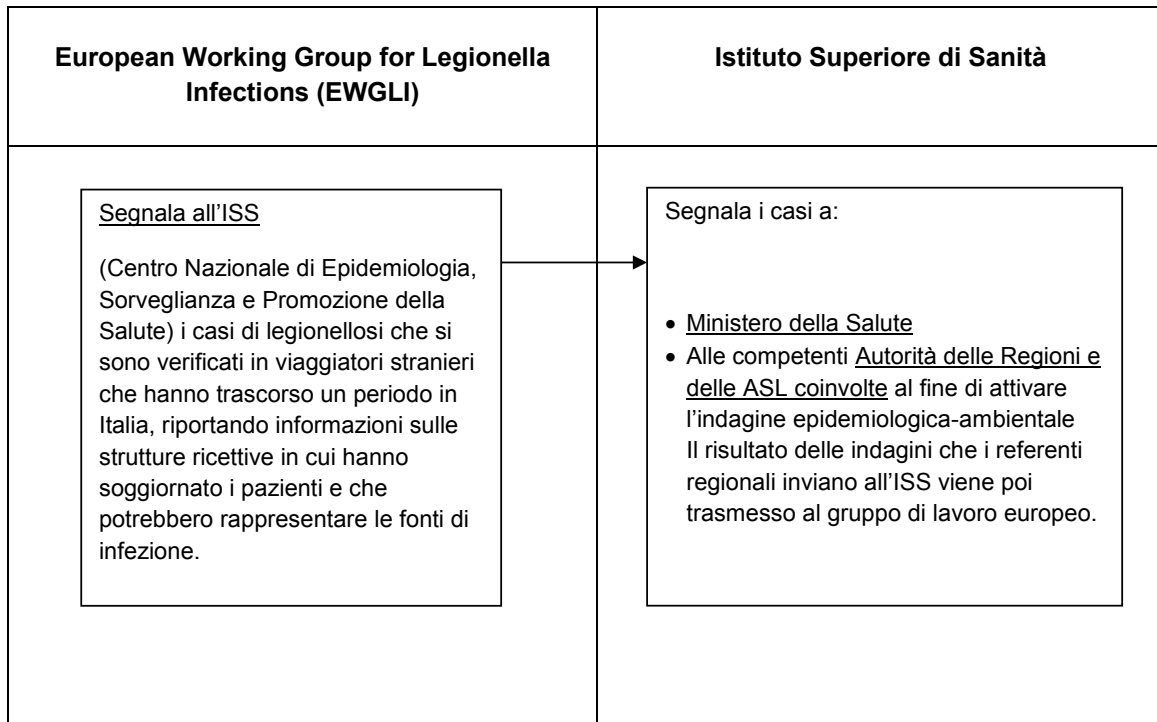 European Working Group for Legionella
Infections (EWGLI)
Istituto Superiore di Sanità
Segnala all’ISS
(Centro Nazionale di Epidemiologia,
Sorveglianza e Promozione della
Salute) i casi di legionellosi che si
sono verificati in viaggiatori stranieri
che hanno trascorso un periodo in
Italia, riportando informazioni sulle
strutture ricettive in cui hanno
soggiornato i pazienti e che
potrebbero rappresentare le fonti di
infezione.
Segnala i casi a:
• Ministero della Salute
• Alle competenti Autorità delle Regioni e
delle ASL coinvolte al fine di attivare
l’indagine epidemiologica-ambientale
Il risultato delle indagini che i referenti
regionali inviano all’ISS viene poi
trasmesso al gruppo di lavoro europeo.